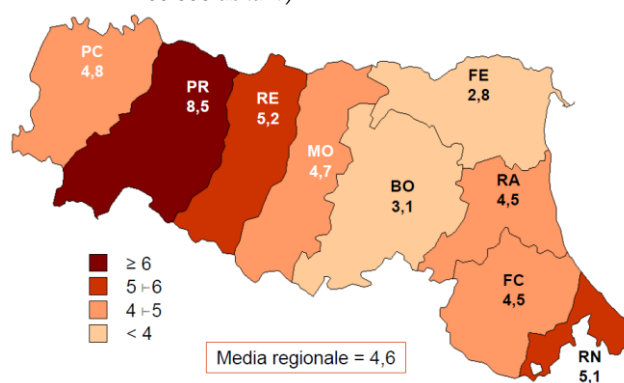 PC
4,8
PR
8,5
RE
5,2
MO
4,7
FE
2,8
BO
3,1
RA
4,5
FC
4,5
RN
5,1
≥ 6
5 ⊢6
4 ⊢5
< 4
Media regionale = 4,6